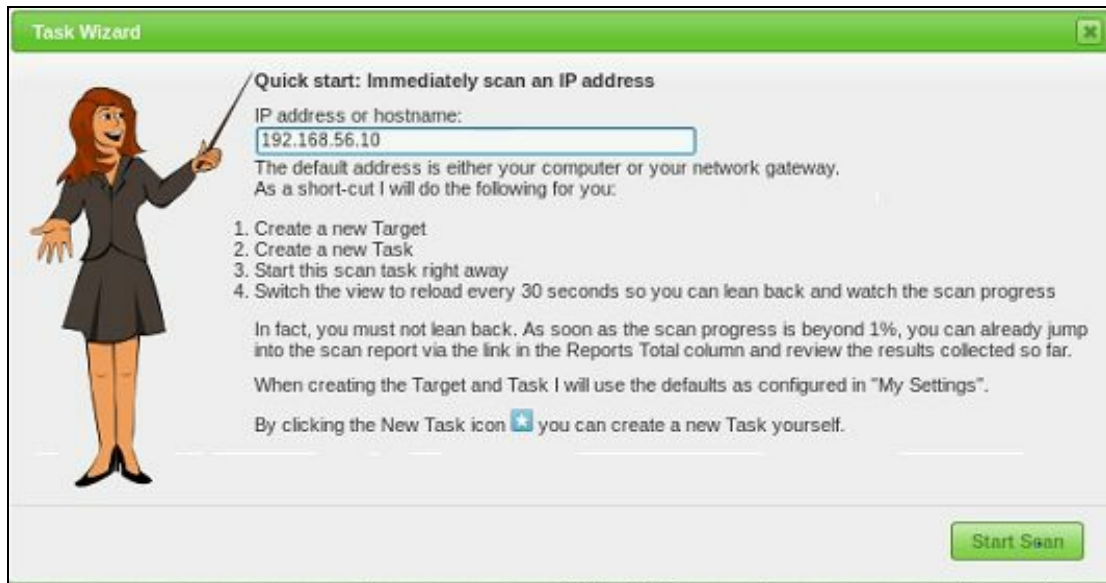 Task Wizard
Quick start: Immediately scan an IP address
IP address or hostname:
192.168.56.10
The default address is either your computer or your network gateway.
As a short-cut I will do the following for you:
1. Create a new Target
2. Create a new Task
3. Start this scan task right away
4. Switch the view to reload every 30 seconds so you can lean back and watch the scan progress
In fact, you must not lean back. As soon as the scan progress is beyond 1%, you can already jump
into the scan report via the link in the Reports Total column and review the results collected so far.
When creating the Target and Task I will use the defaults as configured in "My Settings".
By clicking the New Task icon you can create a new Task yourself.
Start Scan